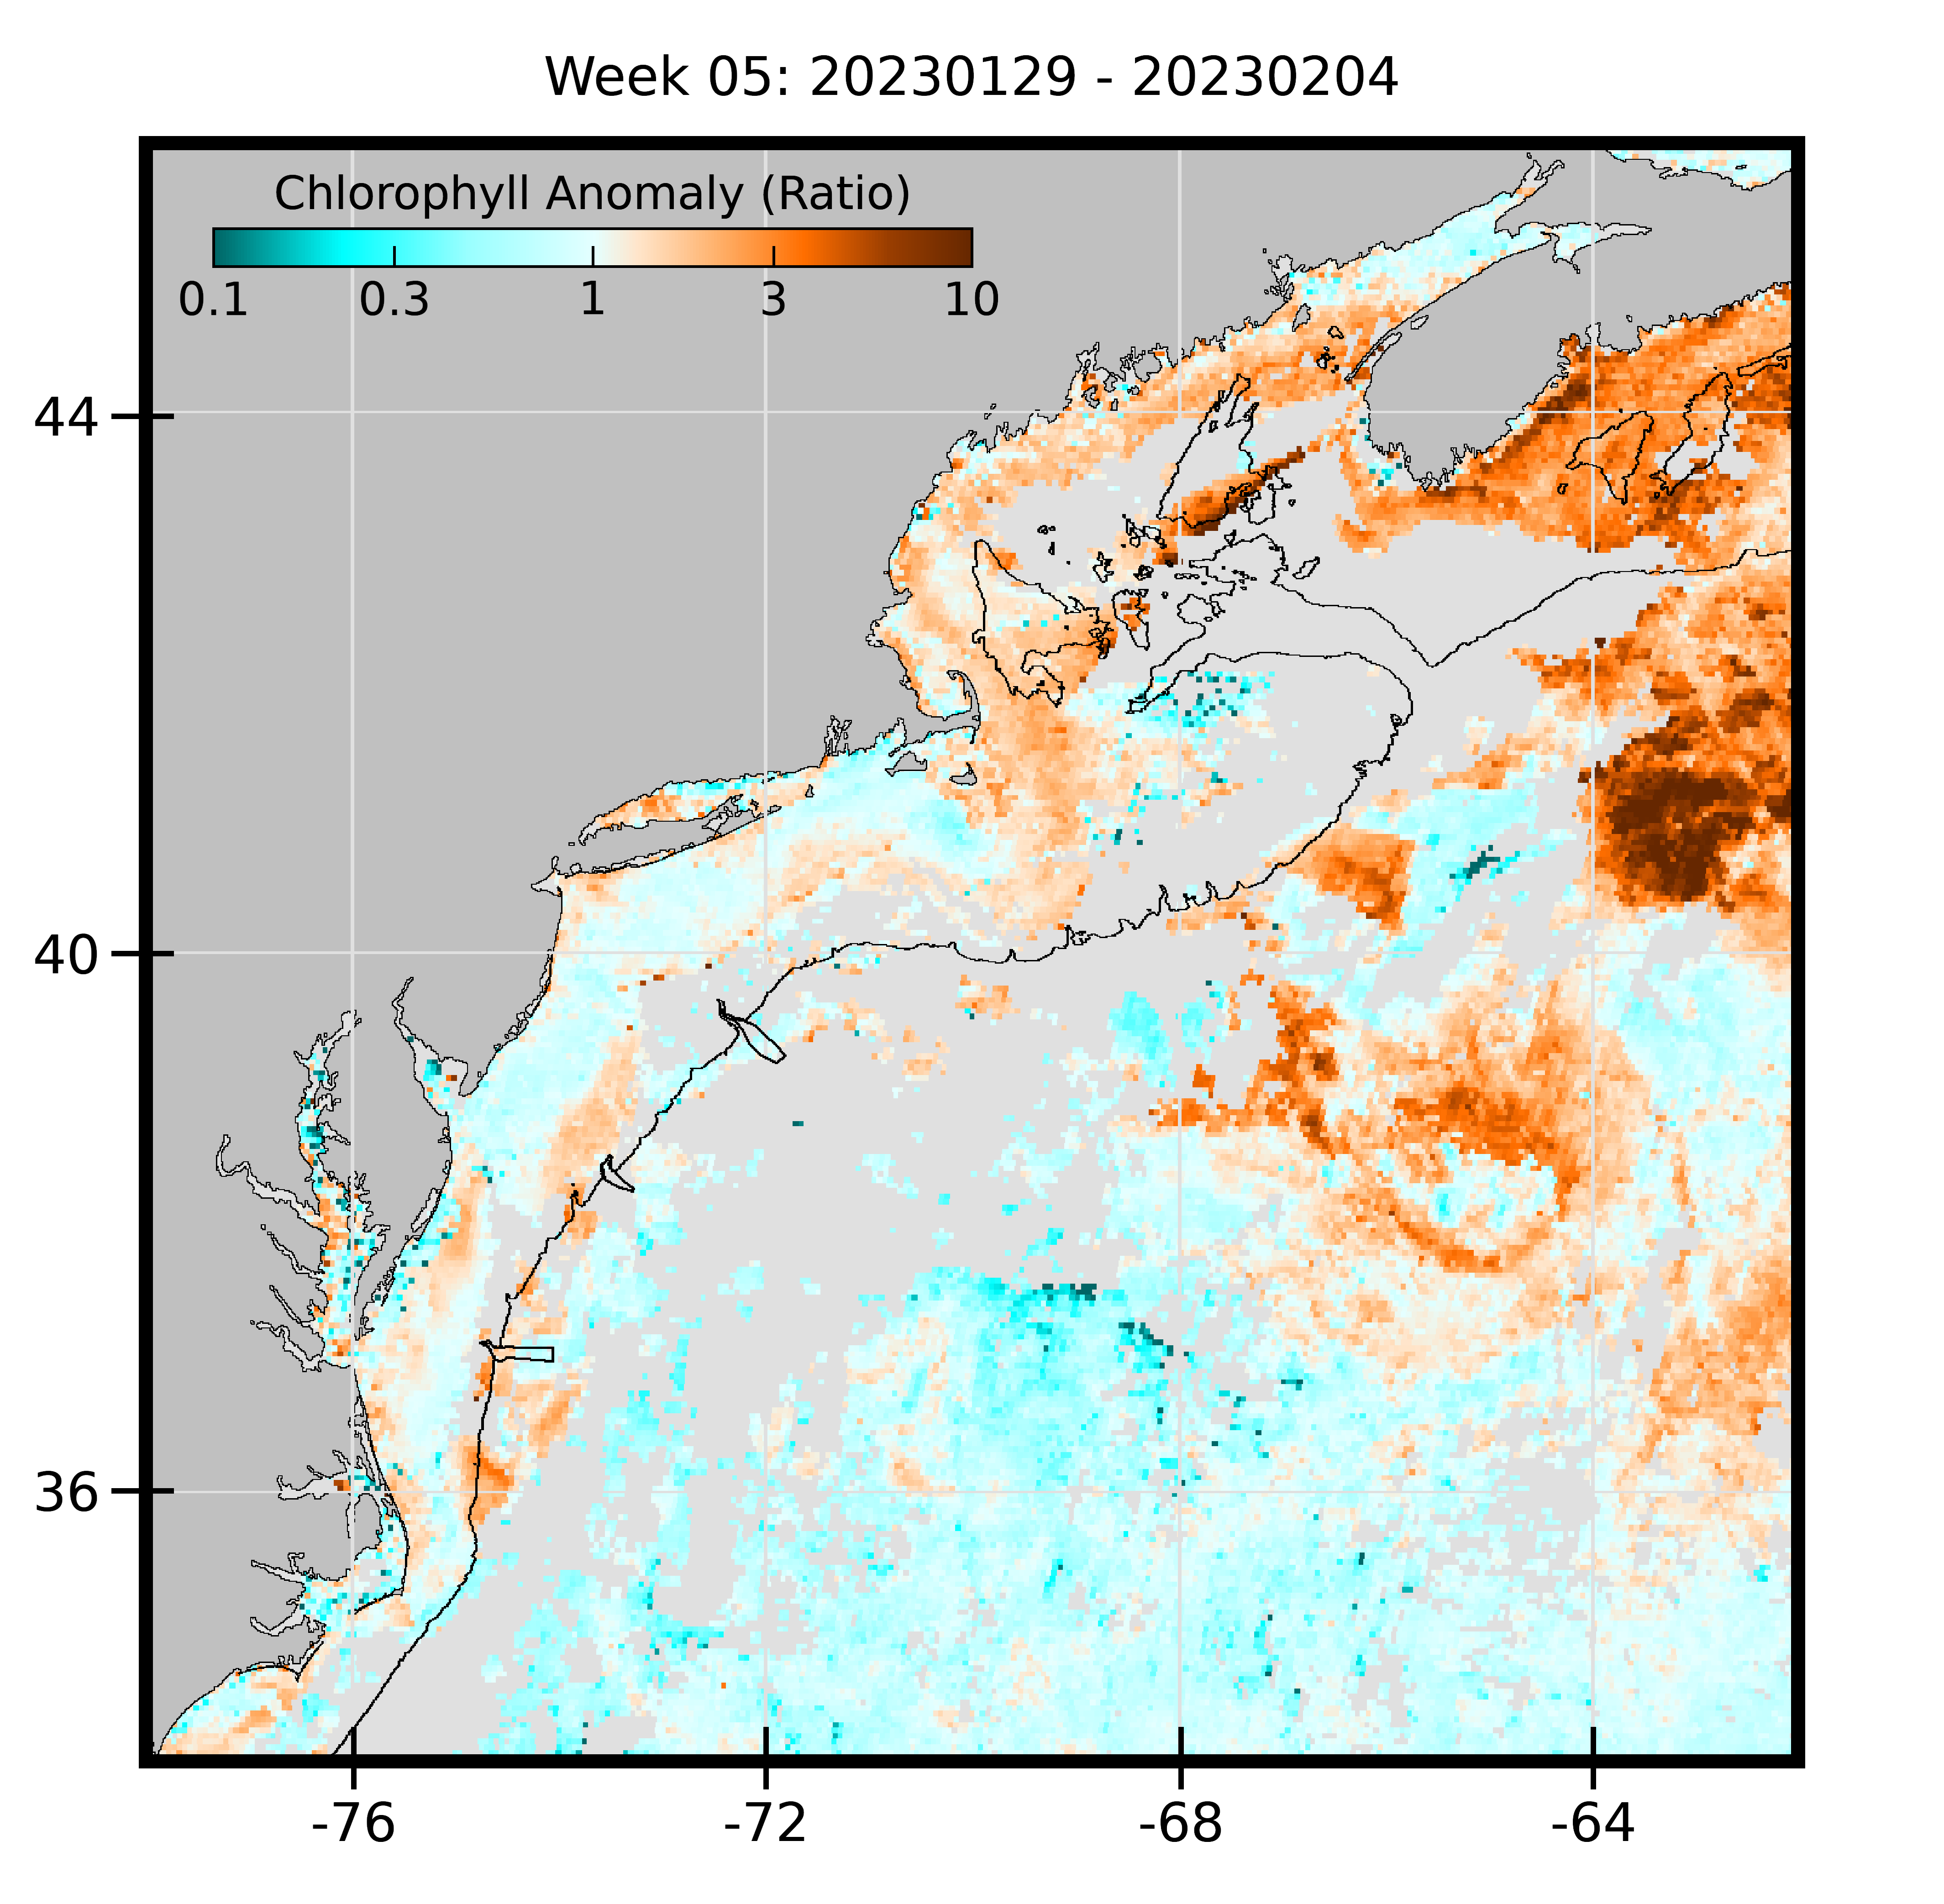 Week 05: 20230129 - 20230204
Chlorophyll Anomaly (Ratio)
0.1 0.3 1 3 10
44
40
36
-76 -72 -68 -64